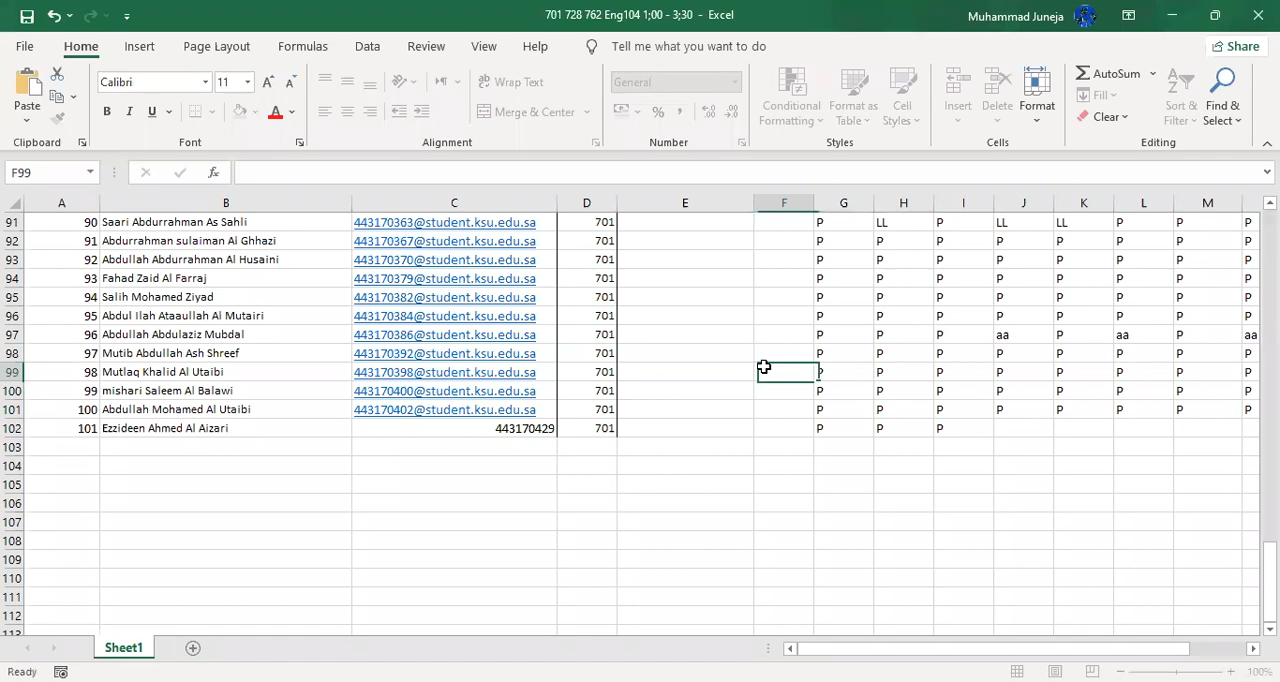 701 728 762 Eng104 1;00 - 3;30 - Excel
Muhammad Juneja
File Home Insert Page Layout Formulas Data Review View Help Tell me what you want to do Share
Paste Calibri 11 B I U A Wrap Text Merge & Center General % , Conditional Formatting Format as Table Cell Styles Insert Delete Format AutoSum Fill Clear Sort & Filter Find & Select
Clipboard Font Alignment Number Styles Cells Editing
F99 fx
A B C D E F G H I J K L M
91 90 Saari Abdurrahman As Sahli 443170363@student.ksu.edu.sa 701 P LL P LL LL P P P
92 91 Abdurrahman sulaiman Al Ghhazi 443170367@student.ksu.edu.sa 701 P P P P P P P P
93 92 Abdullah Abdurrahman Al Husaini 443170370@student.ksu.edu.sa 701 P P P P P P P P
94 93 Fahad Zaid Al Farraj 443170379@student.ksu.edu.sa 701 P P P P P P P P
95 94 Salih Mohamed Ziyad 443170382@student.ksu.edu.sa 701 P P P P P P P P
96 95 Abdul Ilah Ataaullah Al Mutairi 443170384@student.ksu.edu.sa 701 P P P P P P P P
97 96 Abdullah Abdulaziz Mubdal 443170386@student.ksu.edu.sa 701 P P P aa P aa P aa
98 97 Mutib Abdullah Ash Shreef 443170392@student.ksu.edu.sa 701 P P P P P P P P
99 98 Mutlaq Khalid Al Utaibi 443170398@student.ksu.edu.sa 701 P P P P P P P P
100 99 mishari Saleem Al Balawi 443170400@student.ksu.edu.sa 701 P P P P P P P P
101 100 Abdullah Mohamed Al Utaibi 443170402@student.ksu.edu.sa 701 P P P P P P P P
102 101 Ezzideen Ahmed Al Aizari 443170429 701 P P P
103
104
105
106
107
108
109
110
111
112
113
Sheet1
Ready 100%